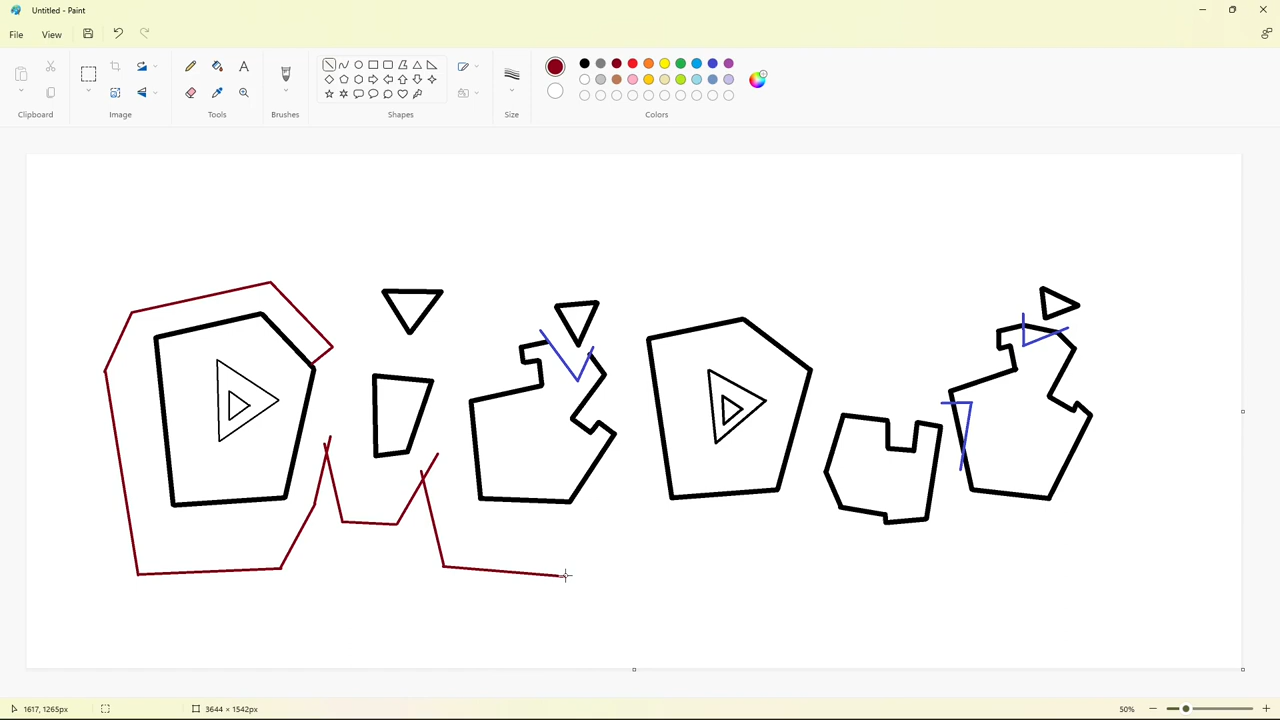 Untitled - Paint
File View
Clipboard Image Tools Brushes Shapes Size Colors
1617, 1265px 3644 × 1542px 50%